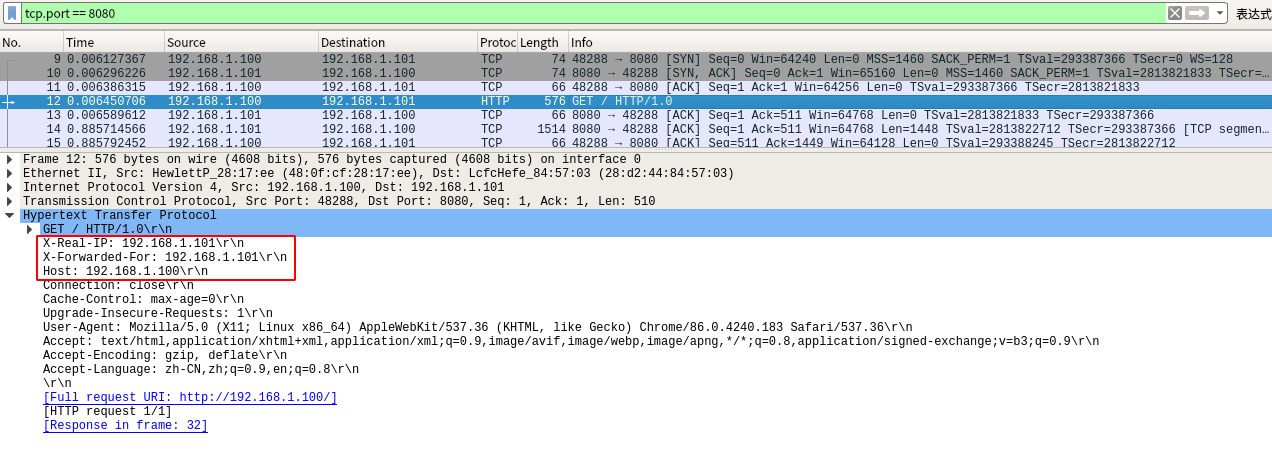 tcp.port == 8080 表达式
No. Time Source Destination Protoc Length Info
9 0.006127367 192.168.1.100 192.168.1.101 TCP 74 48288 → 8080 [SYN] Seq=0 Win=64240 Len=0 MSS=1460 SACK_PERM=1 TSval=293387366 TSecr=0 WS=128
10 0.006296226 192.168.1.101 192.168.1.100 TCP 74 8080 → 48288 [SYN, ACK] Seq=0 Ack=1 Win=65160 Len=0 MSS=1460 SACK_PERM=1 TSval=2813821833 TSecr=…
11 0.006386315 192.168.1.100 192.168.1.101 TCP 66 48288 → 8080 [ACK] Seq=1 Ack=1 Win=64256 Len=0 TSval=293387366 TSecr=2813821833
12 0.006450706 192.168.1.100 192.168.1.101 HTTP 576 GET / HTTP/1.0
13 0.006589612 192.168.1.101 192.168.1.100 TCP 66 8080 → 48288 [ACK] Seq=1 Ack=511 Win=64768 Len=0 TSval=2813821833 TSecr=293387366
14 0.885714566 192.168.1.101 192.168.1.100 TCP 1514 8080 → 48288 [ACK] Seq=1 Ack=511 Win=64768 Len=1448 TSval=2813822712 TSecr=293387366 [TCP segmen…
15 0.885792452 192.168.1.100 192.168.1.101 TCP 66 48288 → 8080 [ACK] Seq=511 Ack=1449 Win=64128 Len=0 TSval=293388245 TSecr=2813822712
Frame 12: 576 bytes on wire (4608 bits), 576 bytes captured (4608 bits) on interface 0
Ethernet II, Src: HewlettP_28:17:ee (48:0f:cf:28:17:ee), Dst: LcfcHefe_84:57:03 (28:d2:44:84:57:03)
Internet Protocol Version 4, Src: 192.168.1.100, Dst: 192.168.1.101
Transmission Control Protocol, Src Port: 48288, Dst Port: 8080, Seq: 1, Ack: 1, Len: 510
Hypertext Transfer Protocol
GET / HTTP/1.0\r\n
X-Real-IP: 192.168.1.101\r\n
X-Forwarded-For: 192.168.1.101\r\n
Host: 192.168.1.100\r\n
Connection: close\r\n
Cache-Control: max-age=0\r\n
Upgrade-Insecure-Requests: 1\r\n
User-Agent: Mozilla/5.0 (X11; Linux x86_64) AppleWebKit/537.36 (KHTML, like Gecko) Chrome/86.0.4240.183 Safari/537.36\r\n
Accept: text/html,application/xhtml+xml,application/xml;q=0.9,image/avif,image/webp,image/apng,*/*;q=0.8,application/signed-exchange;v=b3;q=0.9\r\n
Accept-Encoding: gzip, deflate\r\n
Accept-Language: zh-CN,zh;q=0.9,en;q=0.8\r\n
\r\n
[Full request URI: http://192.168.1.100/]
[HTTP request 1/1]
[Response in frame: 32]